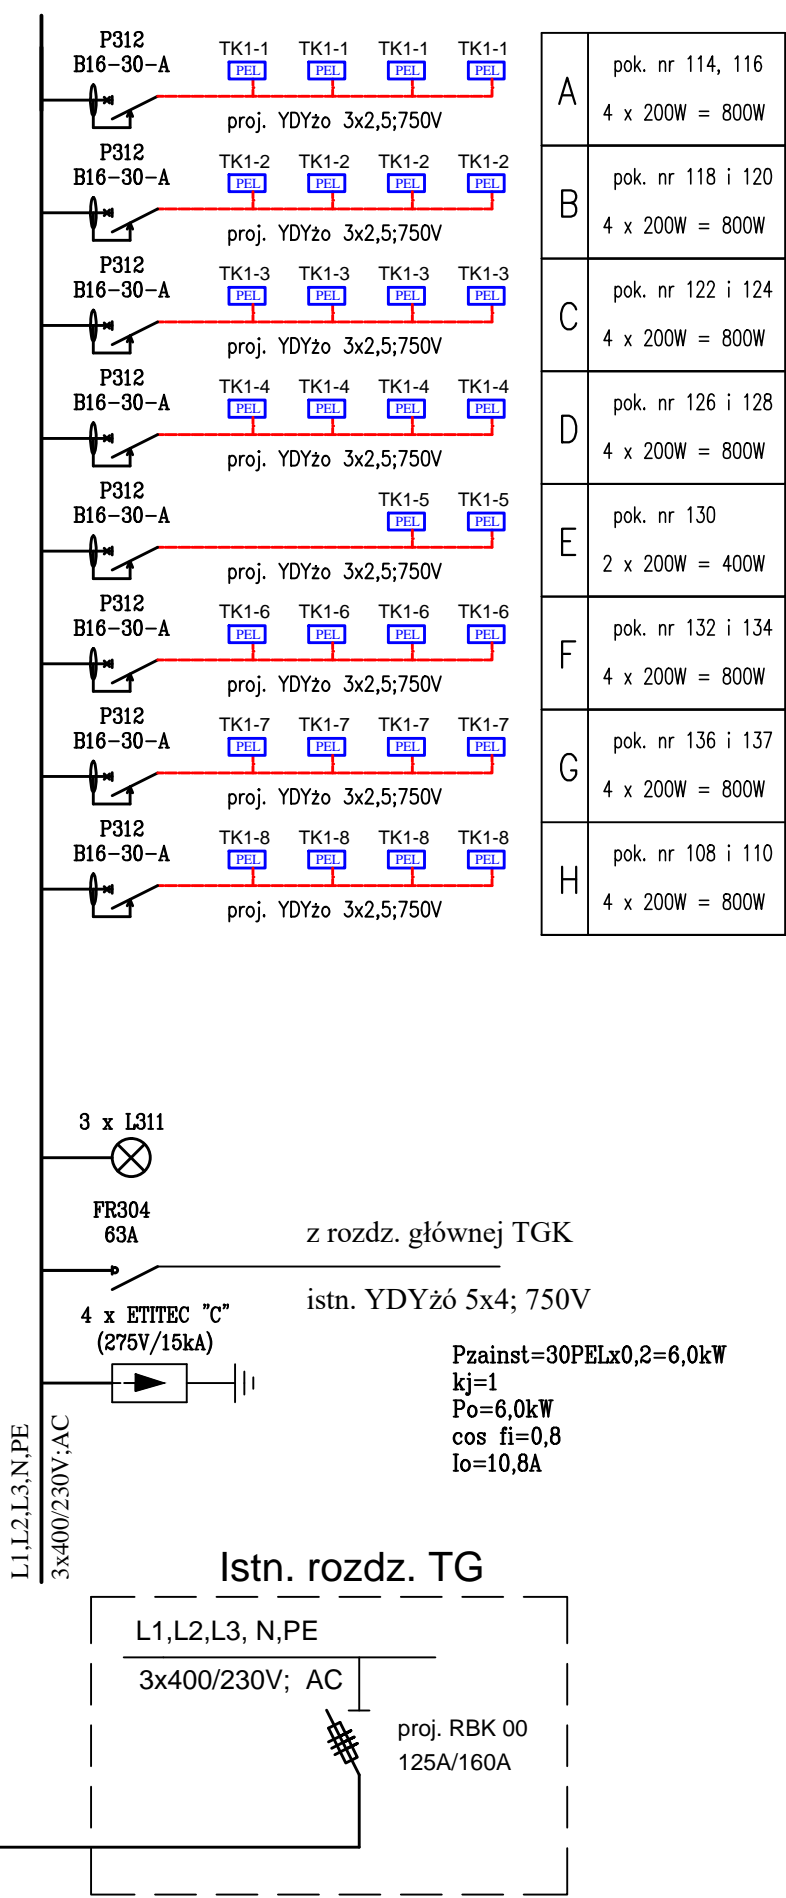 P312
B16-30-A
TK1-1 TK1-1 TK1-1 TK1-1
PEL PEL PEL PEL
proj. YDYżo 3x2,5;750V
A
pok. nr 114, 116
4 x 200W = 800W
P312
B16-30-A
TK1-2 TK1-2 TK1-2 TK1-2
PEL PEL PEL PEL
proj. YDYżo 3x2,5;750V
B
pok. nr 118 i 120
4 x 200W = 800W
P312
B16-30-A
TK1-3 TK1-3 TK1-3 TK1-3
PEL PEL PEL PEL
proj. YDYżo 3x2,5;750V
C
pok. nr 122 i 124
4 x 200W = 800W
P312
B16-30-A
TK1-4 TK1-4 TK1-4 TK1-4
PEL PEL PEL PEL
proj. YDYżo 3x2,5;750V
D
pok. nr 126 i 128
4 x 200W = 800W
P312
B16-30-A
TK1-5 TK1-5
PEL PEL
proj. YDYżo 3x2,5;750V
E
pok. nr 130
2 x 200W = 400W
P312
B16-30-A
TK1-6 TK1-6 TK1-6 TK1-6
PEL PEL PEL PEL
proj. YDYżo 3x2,5;750V
F
pok. nr 132 i 134
4 x 200W = 800W
P312
B16-30-A
TK1-7 TK1-7 TK1-7 TK1-7
PEL PEL PEL PEL
proj. YDYżo 3x2,5;750V
G
pok. nr 136 i 137
4 x 200W = 800W
P312
B16-30-A
TK1-8 TK1-8 TK1-8 TK1-8
PEL PEL PEL PEL
proj. YDYżo 3x2,5;750V
H
pok. nr 108 i 110
4 x 200W = 800W
3 x L311
FR304
63A
z rozdz. głównej TGK
istn. YDYżó 5x4; 750V
4 x ETITEC "C"
(275V/15kA)
Pzainst=30PELx0,2=6,0kW
kj=1
Po=6,0kW
cos fi=0,8
Io=10,8A
L1,L2,L3,N,PE
3x400/230V;AC
Istn. rozdz. TG
L1,L2,L3, N,PE
3x400/230V; AC
proj. RBK 00
125A/160A